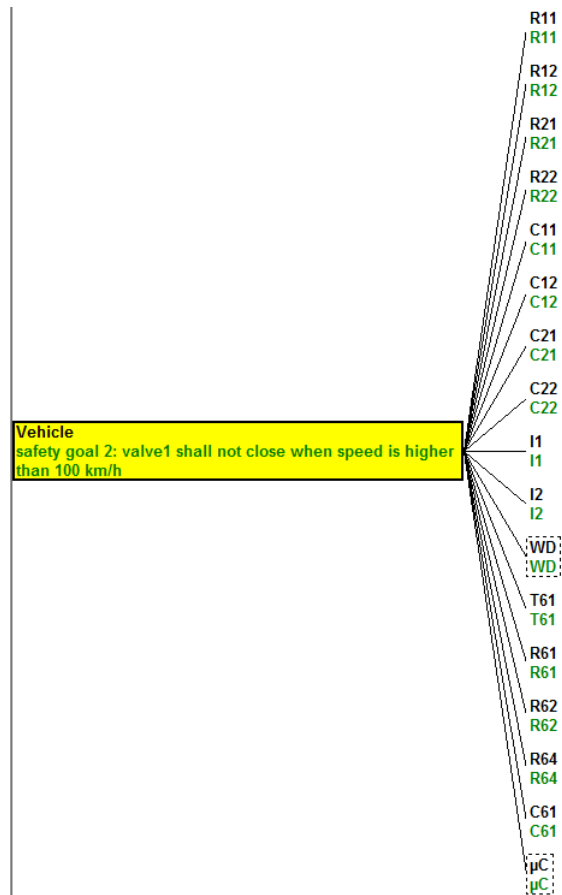 R11
R11
R12
R12
R21
R21
R22
R22
C11
C11
C12
C12
C21
C21
C22
C22
Vehicle
safety goal 2: valve1 shall not close when speed is higher
than 100 km/h
I1
I1
I2
I2
WD
WD
T61
T61
R61
R61
R62
R62
R64
R64
C61
C61
µC
µC